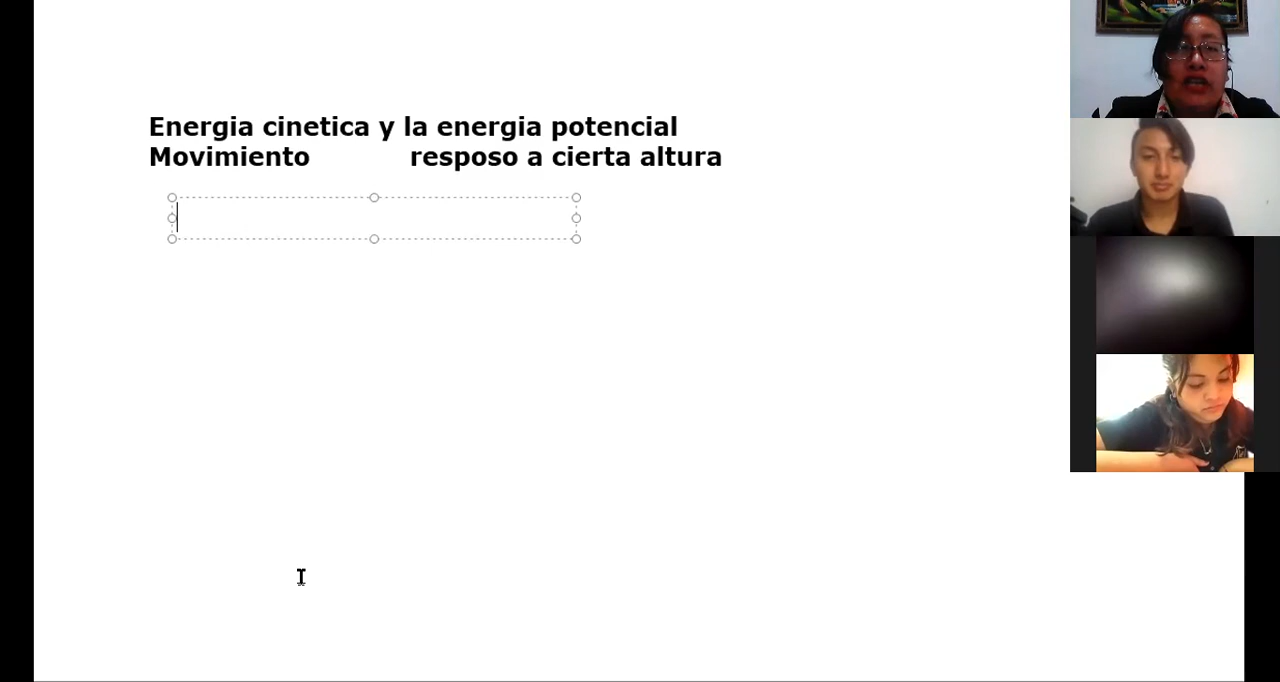 Energia cinetica y la energia potencial
Movimiento resposo a cierta altura